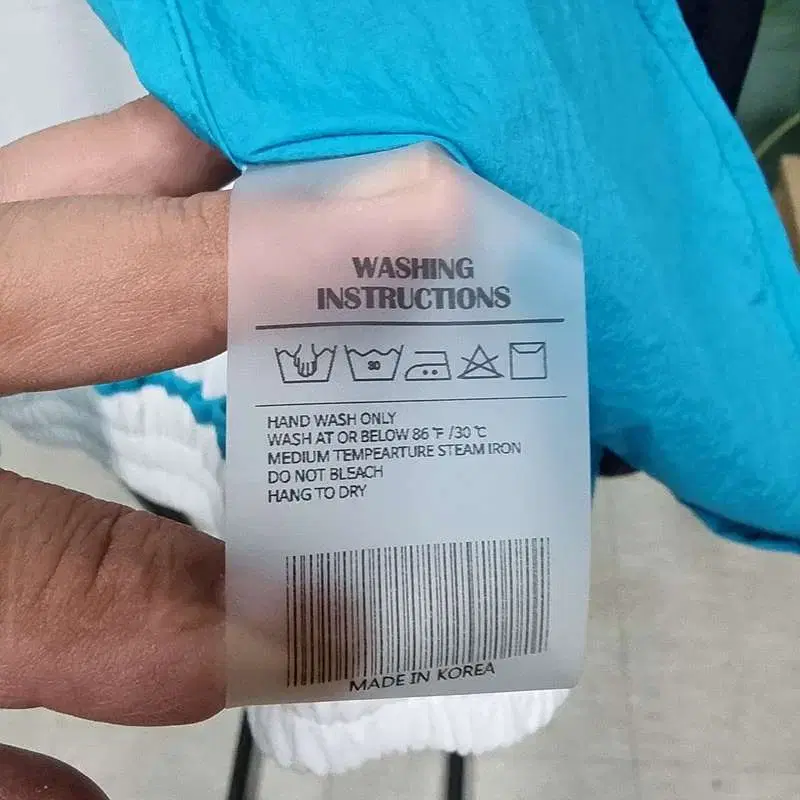 WASHING
INSTRUCTIONS
30
HAND WASH ONLY
WASH AT OR BELOW 86 ℉ /30 ℃
MEDIUM TEMPEARTURE STEAM IRON
DO NOT BLEACH
HANG TO DRY
MADE IN KOREA